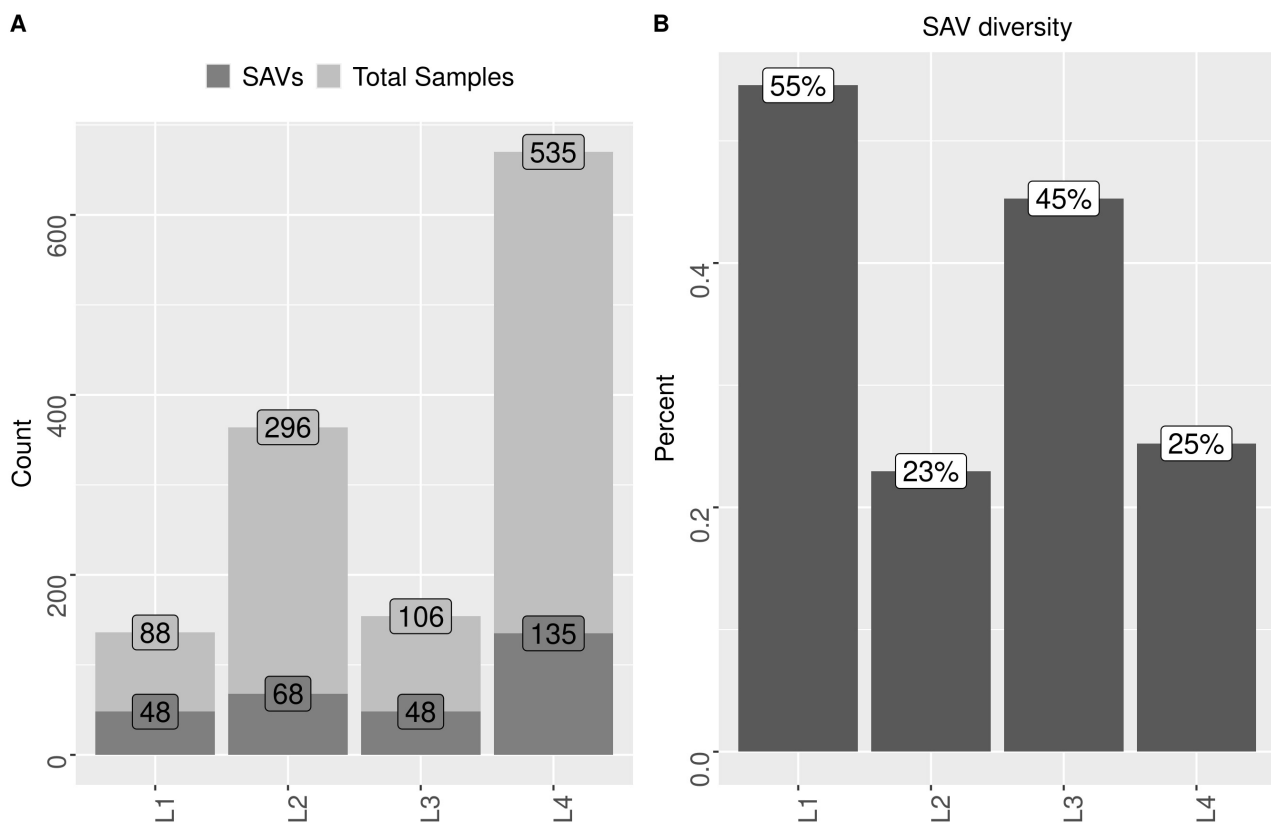 A
SAVs Total Samples
Count
600
400
200
0
535
296
88
106
135
68
48
48
L1 L2 L3 L4
B
SAV diversity
Percent
0.4
0.2
0.0
55%
45%
25%
23%
L1 L2 L3 L4